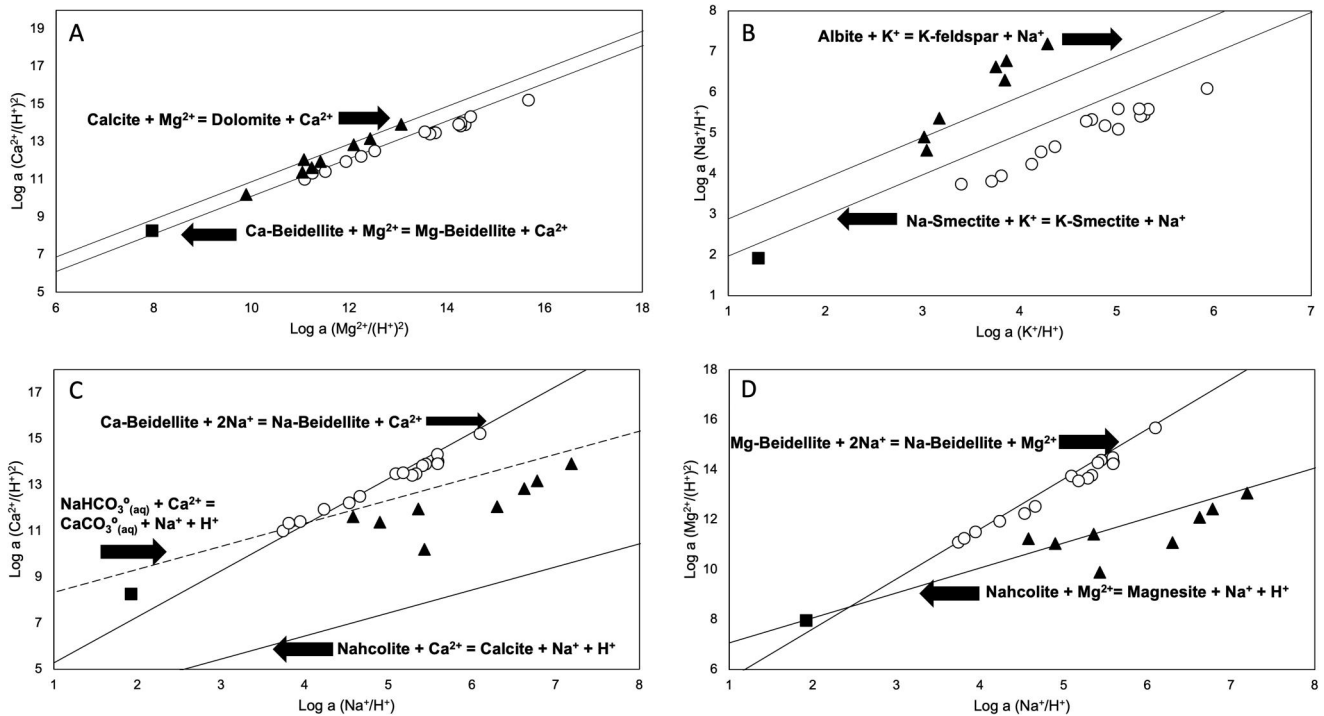 A
19
17
15
13
11
9
7
5
Log a (Ca²⁺/(H⁺)²)
Calcite + Mg²⁺ = Dolomite + Ca²⁺
Ca-Beidellite + Mg²⁺ = Mg-Beidellite + Ca²⁺
6 8 10 12 14 16 18
Log a (Mg²⁺/(H⁺)²)
B
8
7
6
5
4
3
2
1
Log a (Na⁺/H⁺)
Albite + K⁺ = K-feldspar + Na⁺
Na-Smectite + K⁺ = K-Smectite + Na⁺
1 2 3 4 5 6 7
Log a (K⁺/H⁺)
C
17
15
13
11
9
7
5
Log a (Ca²⁺/(H⁺)²)
Ca-Beidellite + 2Na⁺ = Na-Beidellite + Ca²⁺
NaHCO₃°₍aq₎ + Ca²⁺ =
CaCO₃°₍aq₎ + Na⁺ + H⁺
Nahcolite + Ca²⁺ = Calcite + Na⁺ + H⁺
1 2 3 4 5 6 7 8
Log a (Na⁺/H⁺)
D
18
16
14
12
10
8
6
Log a (Mg²⁺/(H⁺)²)
Mg-Beidellite + 2Na⁺ = Na-Beidellite + Mg²⁺
Nahcolite + Mg²⁺= Magnesite + Na⁺ + H⁺
1 2 3 4 5 6 7 8
Log a (Na⁺/H⁺)